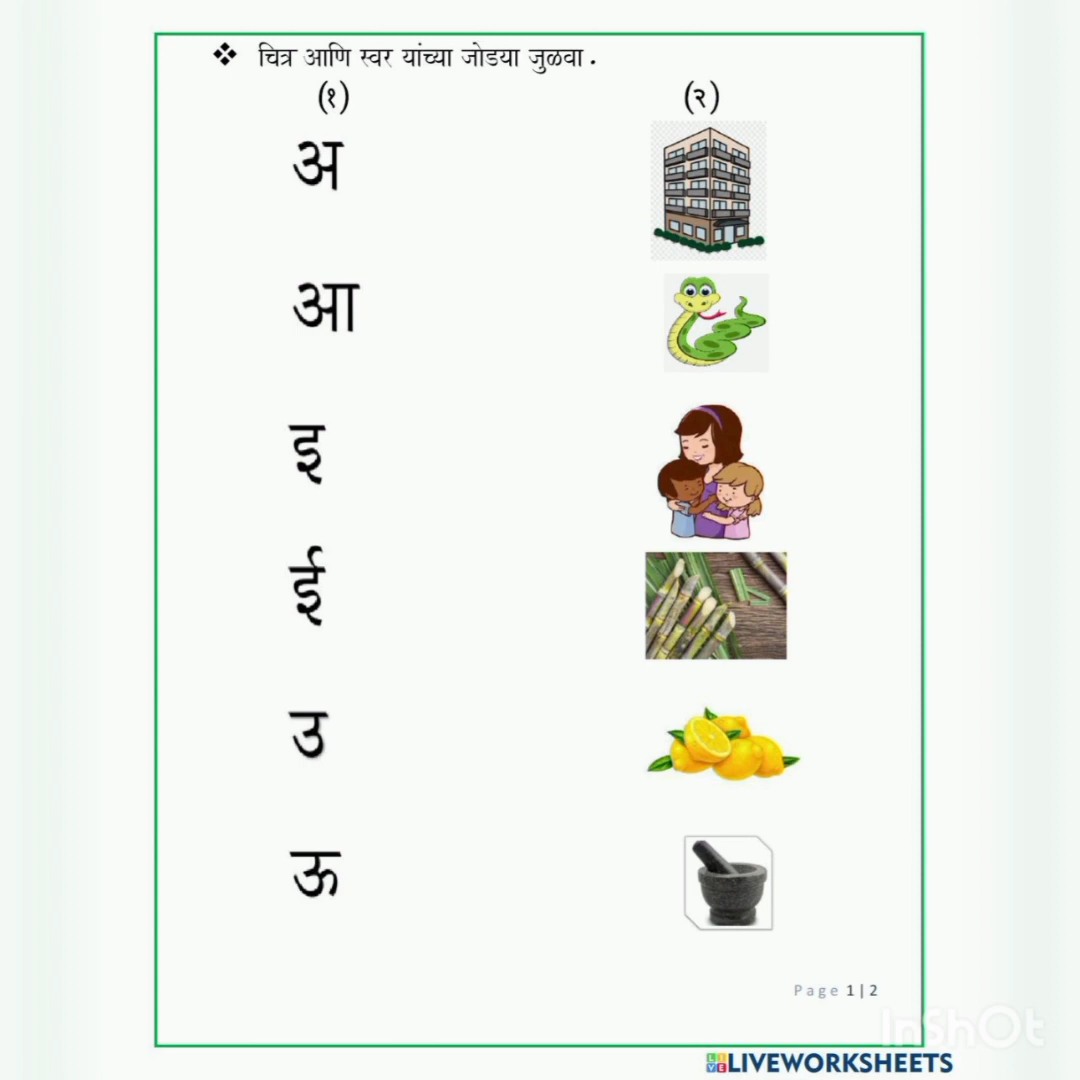 ❖ चित्र आणि स्वर यांच्या जोडया जुळवा .
(१) (२)
अ
आ
इ
ई
उ
ऊ
Page 1|2
InShOt
LIVEWORKSHEETS